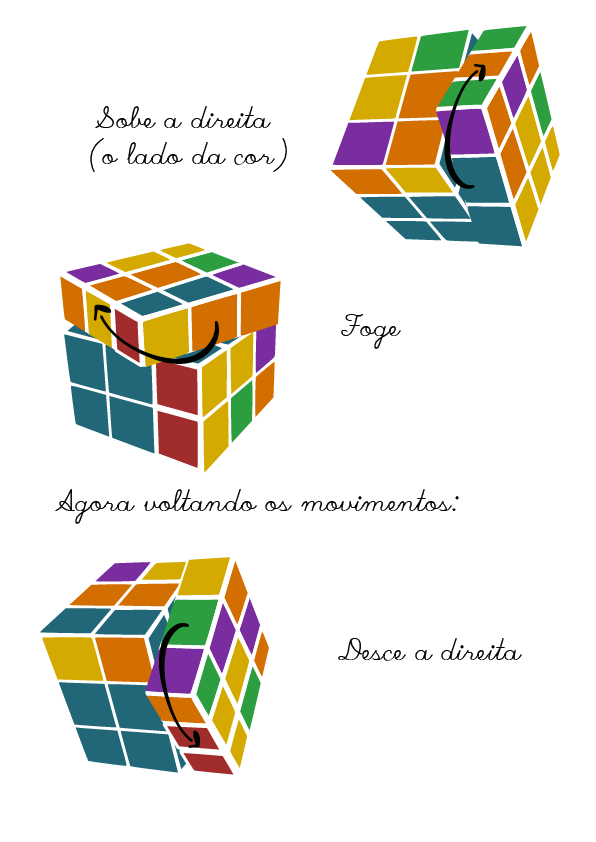 Sobe a direita
(o lado da cor)
Foge
Agora voltando os movimentos:
Desce a direita